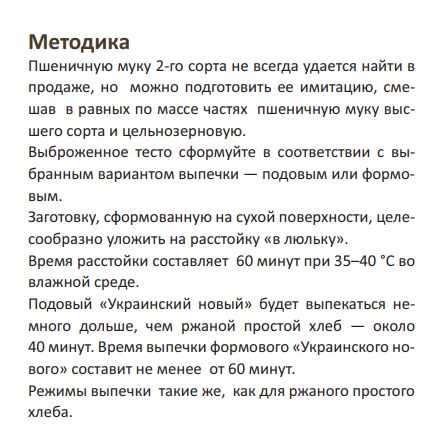 Методика
Пшеничную муку 2-го сорта не всегда удается найти в
продаже, но можно подготовить ее имитацию, сме-
шав в равных по массе частях пшеничную муку выс-
шего сорта и цельнозерновую.
Выброженное тесто сформуйте в соответствии с вы-
бранным вариантом выпечки — подовым или формо-
вым.
Заготовку, сформованную на сухой поверхности, целе-
сообразно уложить на расстойку «в люльку».
Время расстойки составляет 60 минут при 35–40 °С во
влажной среде.
Подовый «Украинский новый» будет выпекаться не-
много дольше, чем ржаной простой хлеб — около
40 минут. Время выпечки формового «Украинского но-
вого» составит не менее от 60 минут.
Режимы выпечки такие же, как для ржаного простого
хлеба.